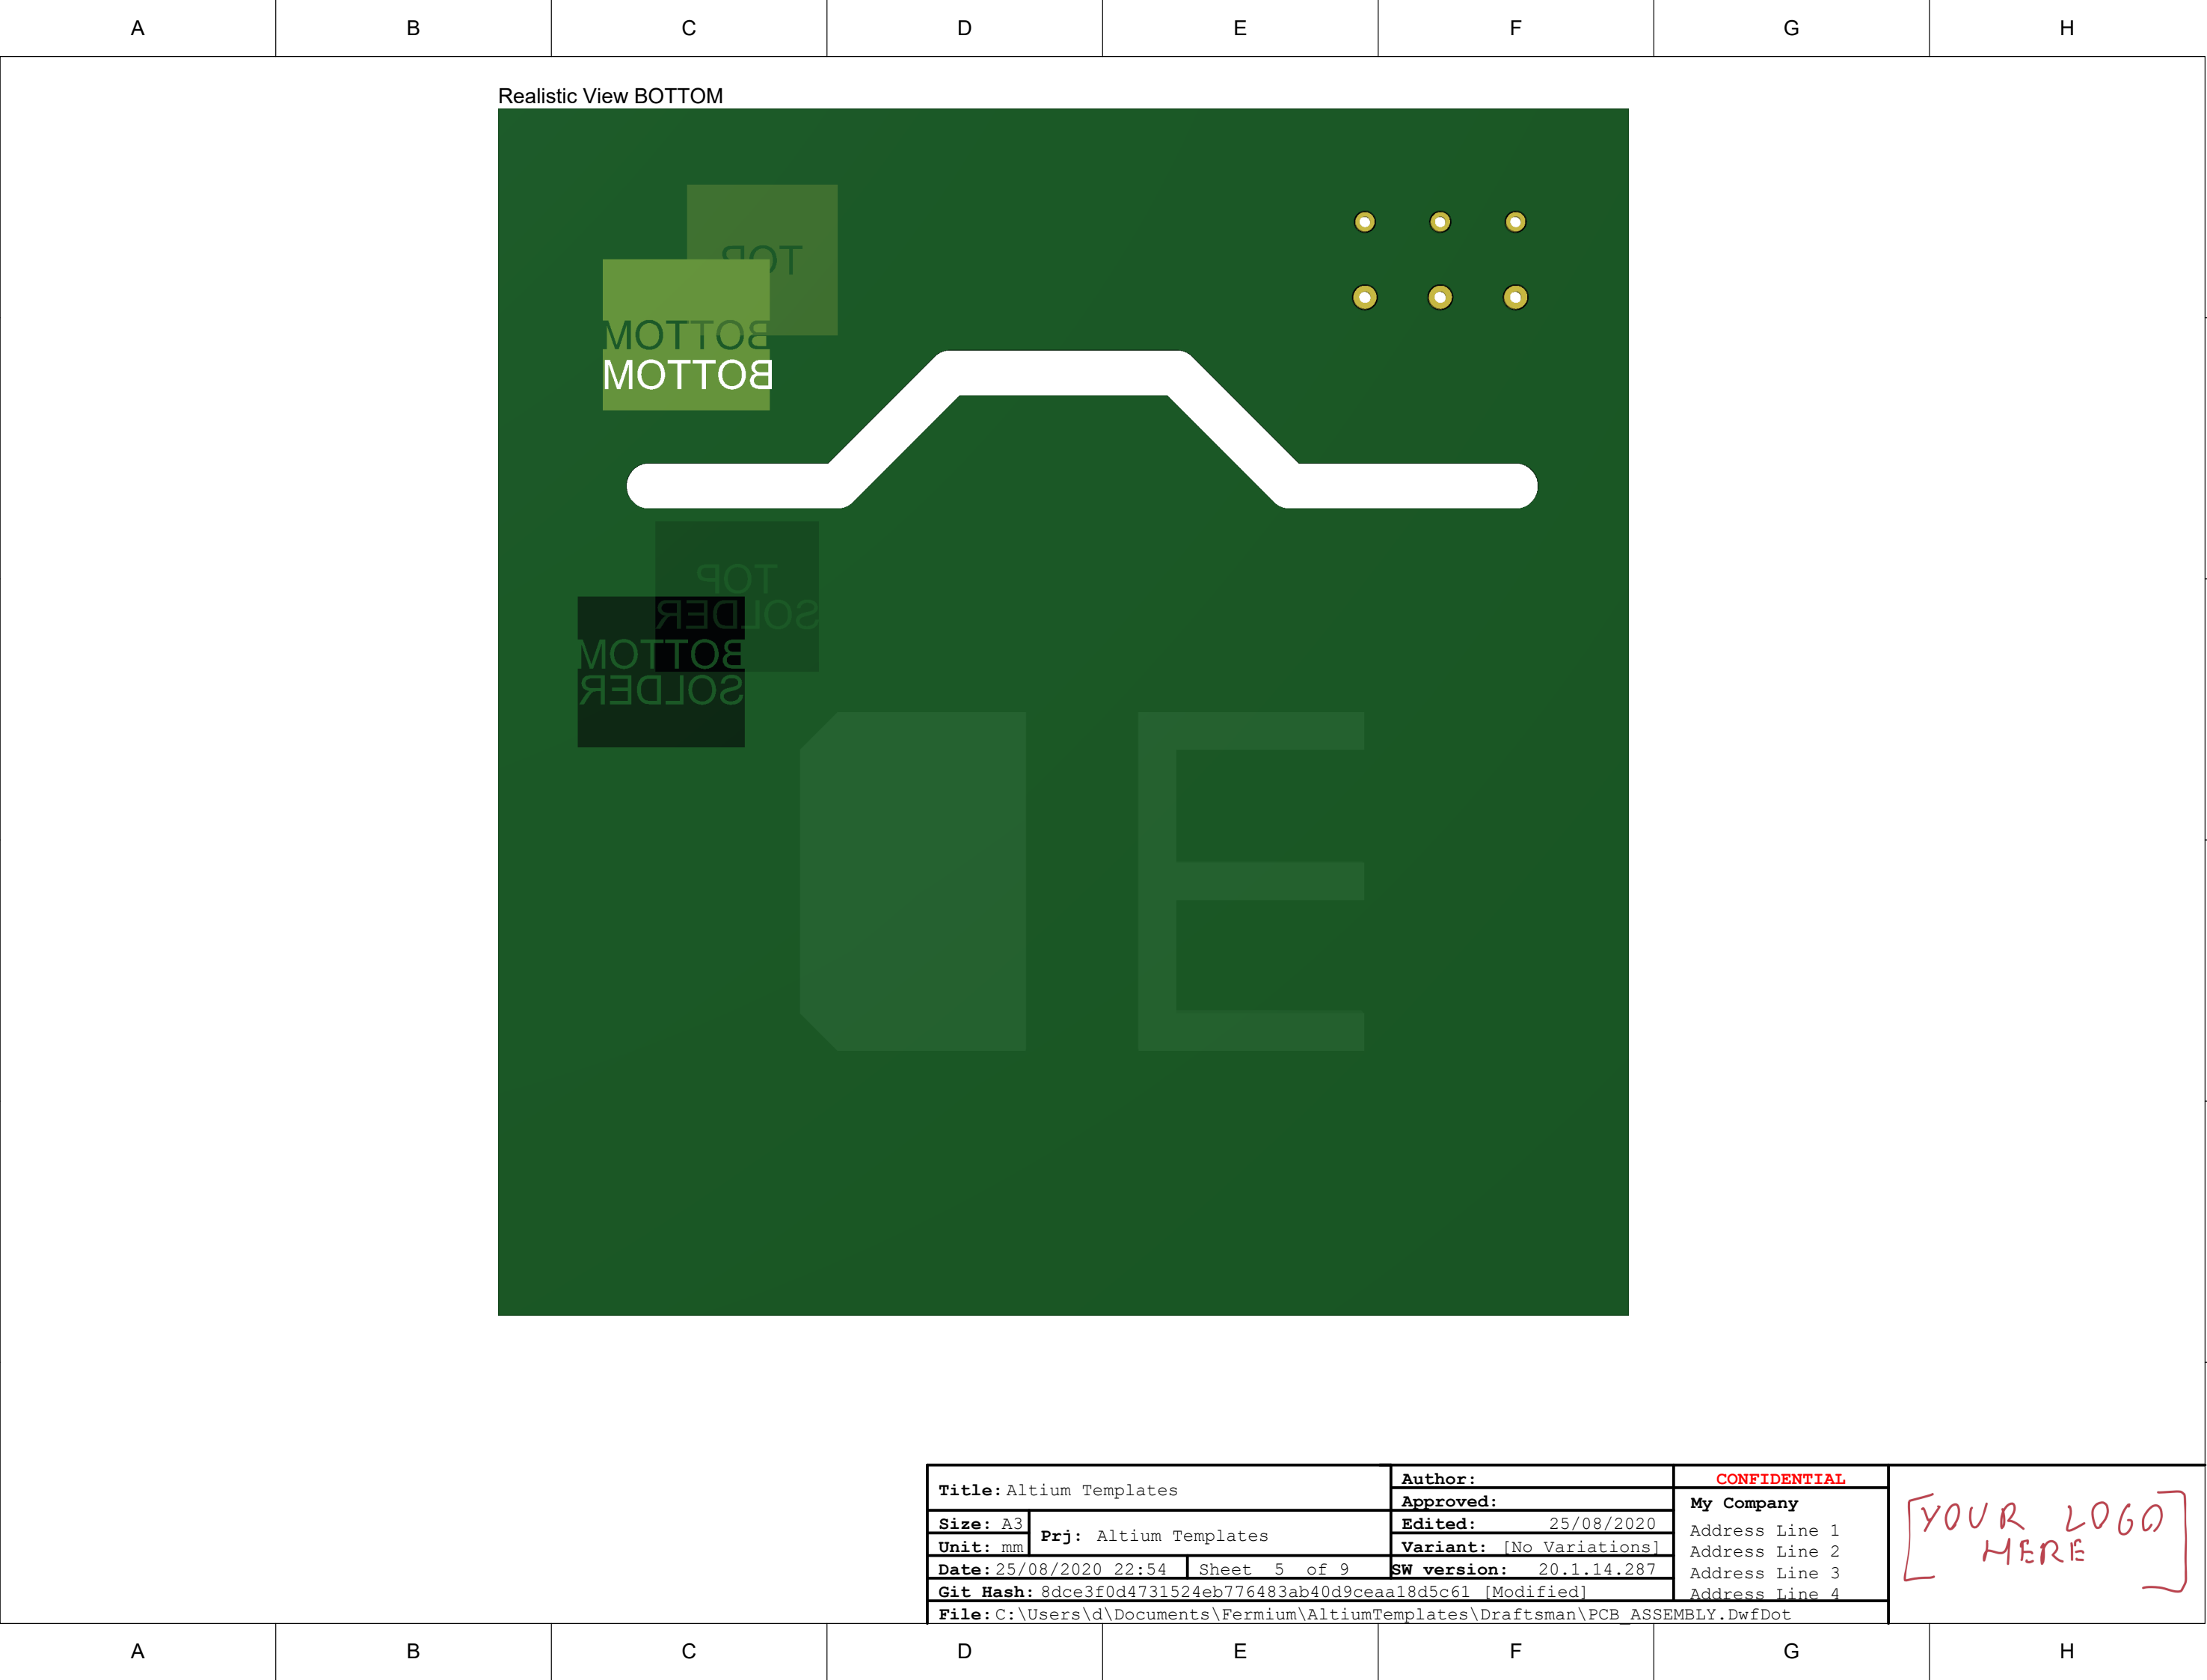 A B C D E F G H
Realistic View BOTTOM
TOP
BOTTOM
BOTTOM
TOP
SOLDER
BOTTOM
SOLDER
E
Title: Altium Templates
Size: A3
Unit: mm
Prj: Altium Templates
Date: 25/08/2020 22:54 Sheet 5 of 9
Git Hash: 8dce3f0d4731524eb776483ab40d9ceaa18d5c61 [Modified]
File: C:\Users\d\Documents\Fermium\AltiumTemplates\Draftsman\PCB_ASSEMBLY.DwfDot
Author:
Approved:
Edited: 25/08/2020
Variant: [No Variations]
SW version: 20.1.14.287
CONFIDENTIAL
My Company
Address Line 1
Address Line 2
Address Line 3
Address Line 4
[YOUR LOGO
HERE]
A B C D E F G H